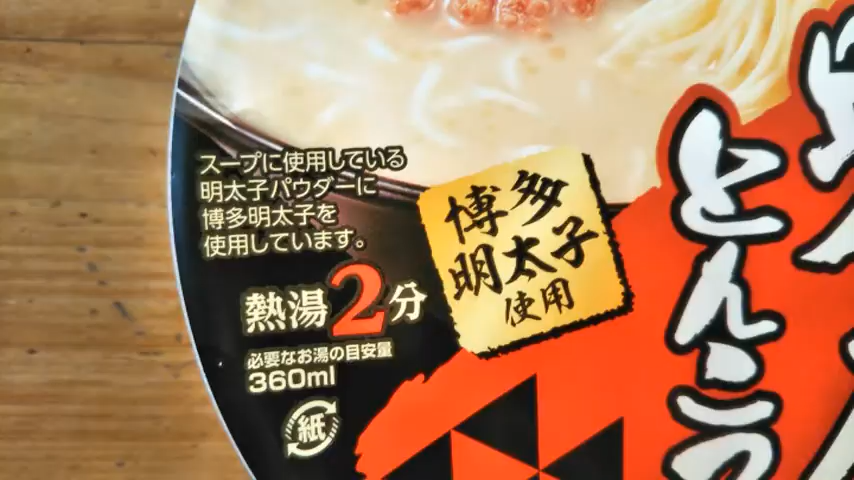 スープに使用している
明太子パウダーに
博多明太子を
使用しています。
博多
明太子
使用
熱湯2分
必要なお湯の目安量
360ml
紙
とんこ